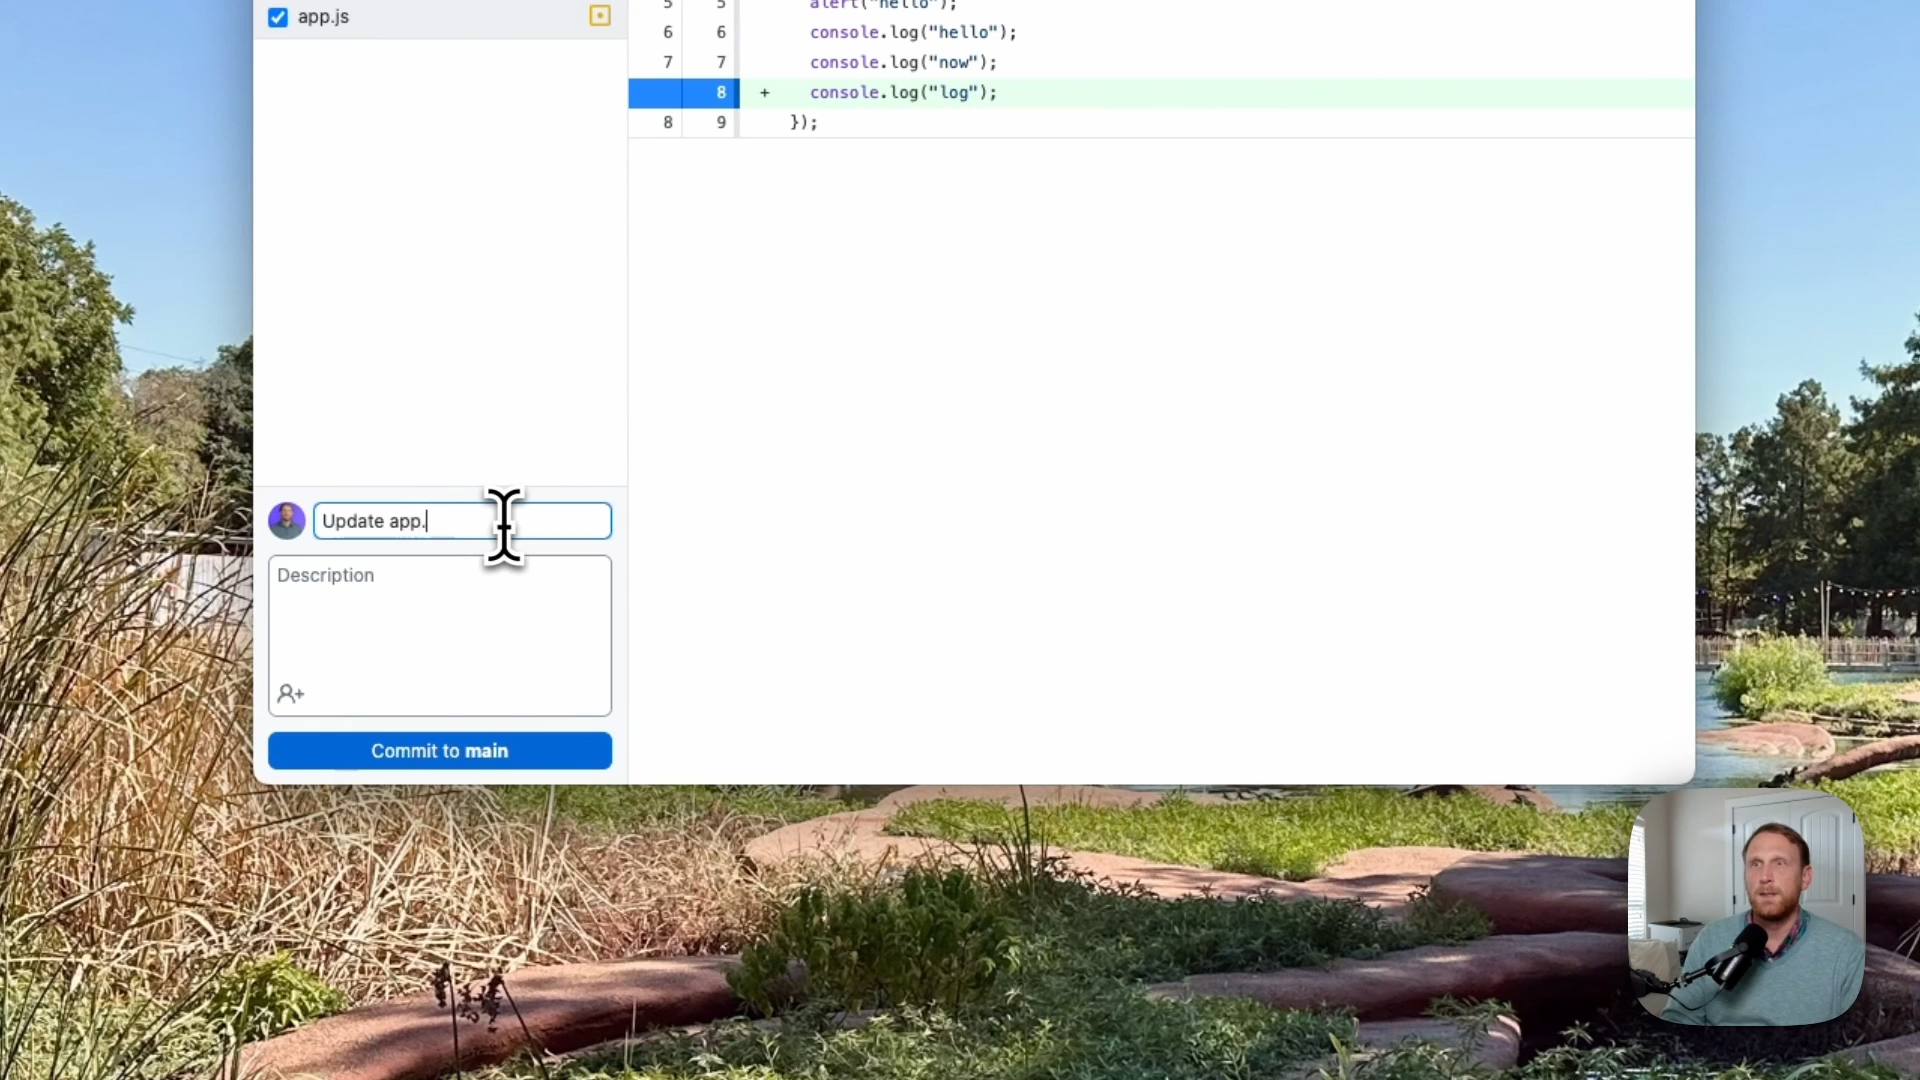 app.js
5 5 alert("hello");
6 6 console.log("hello");
7 7 console.log("now");
8 + console.log("log");
8 9 });
Update app.
Description
Commit to main